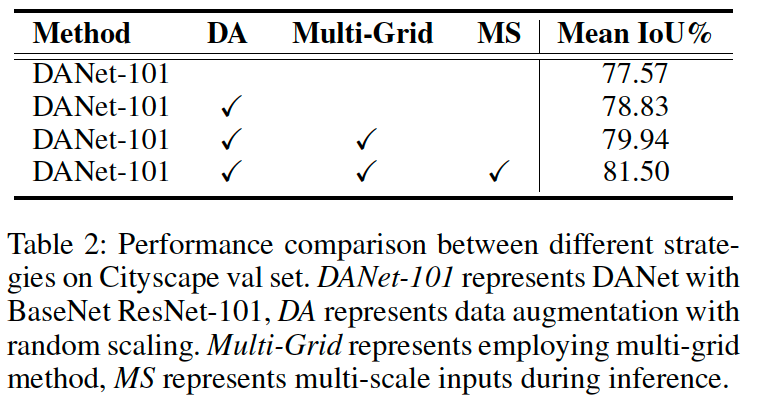 Method DA Multi-Grid MS Mean IoU%
DANet-101 77.57
DANet-101 ✓ 78.83
DANet-101 ✓ ✓ 79.94
DANet-101 ✓ ✓ ✓ 81.50
Table 2: Performance comparison between different strate-
gies on Cityscape val set. DANet-101 represents DANet with
BaseNet ResNet-101, DA represents data augmentation with
random scaling. Multi-Grid represents employing multi-grid
method, MS represents multi-scale inputs during inference.